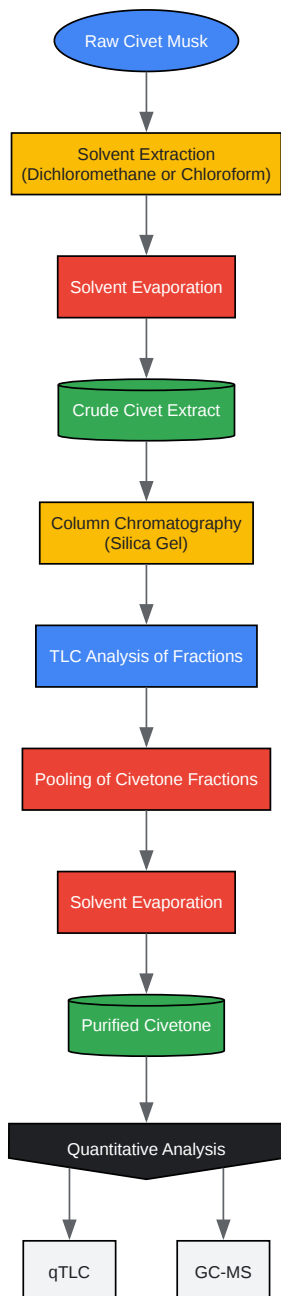 Raw Civet Musk
Solvent Extraction
(Dichloromethane or Chloroform)
Solvent Evaporation
Crude Civet Extract
Column Chromatography
(Silica Gel)
TLC Analysis of Fractions
Pooling of Civetone Fractions
Solvent Evaporation
Purified Civetone
Quantitative Analysis
qTLC
GC-MS